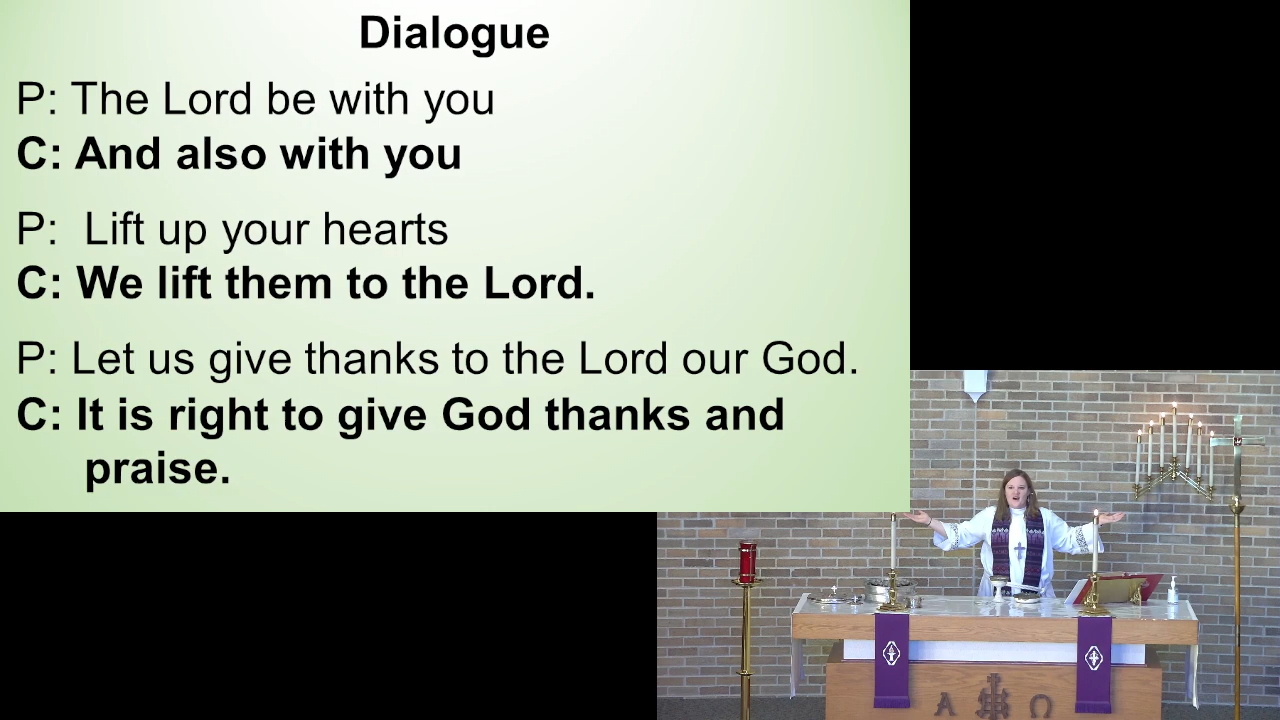 Dialogue
P: The Lord be with you
C: And also with you
P: Lift up your hearts
C: We lift them to the Lord.
P: Let us give thanks to the Lord our God.
C: It is right to give God thanks and
praise.
Α Ω